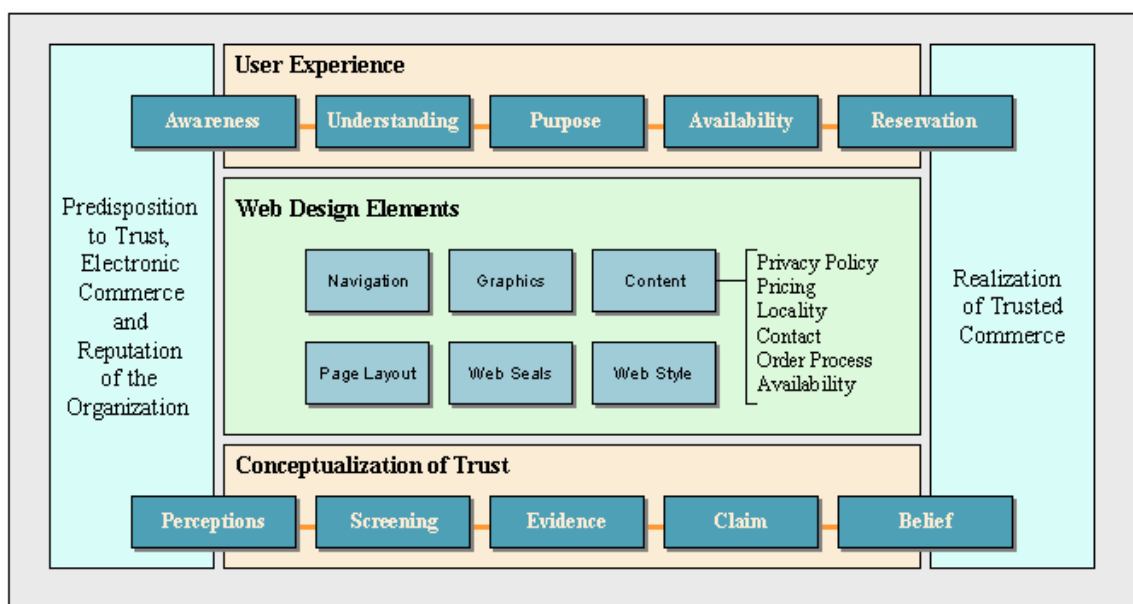 User Experience
Awareness
Understanding
Purpose
Availability
Reservation
Predisposition
to Trust,
Electronic
Commerce
and
Reputation
of the
Organization
Web Design Elements
Navigation
Graphics
Content
Page Layout
Web Seals
Web Style
Privacy Policy
Pricing
Locality
Contact
Order Process
Availability
Realization
of Trusted
Commerce
Conceptualization of Trust
Perceptions
Screening
Evidence
Claim
Belief